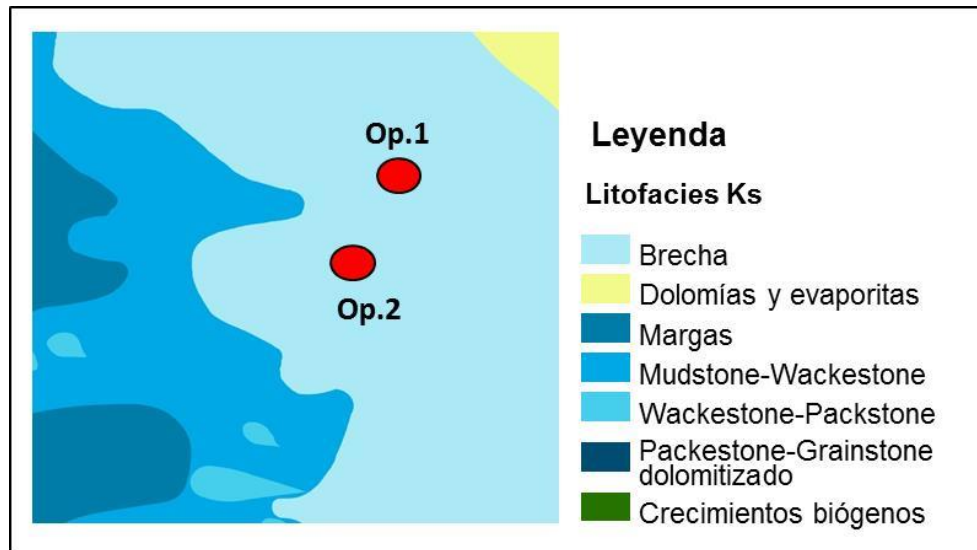 Op.1
Op.2
Leyenda
Litofacies Ks
Brecha
Dolomías y evaporitas
Margas
Mudstone-Wackestone
Wackestone-Packstone
Packestone-Grainstone
dolomitizado
Crecimientos biógenos